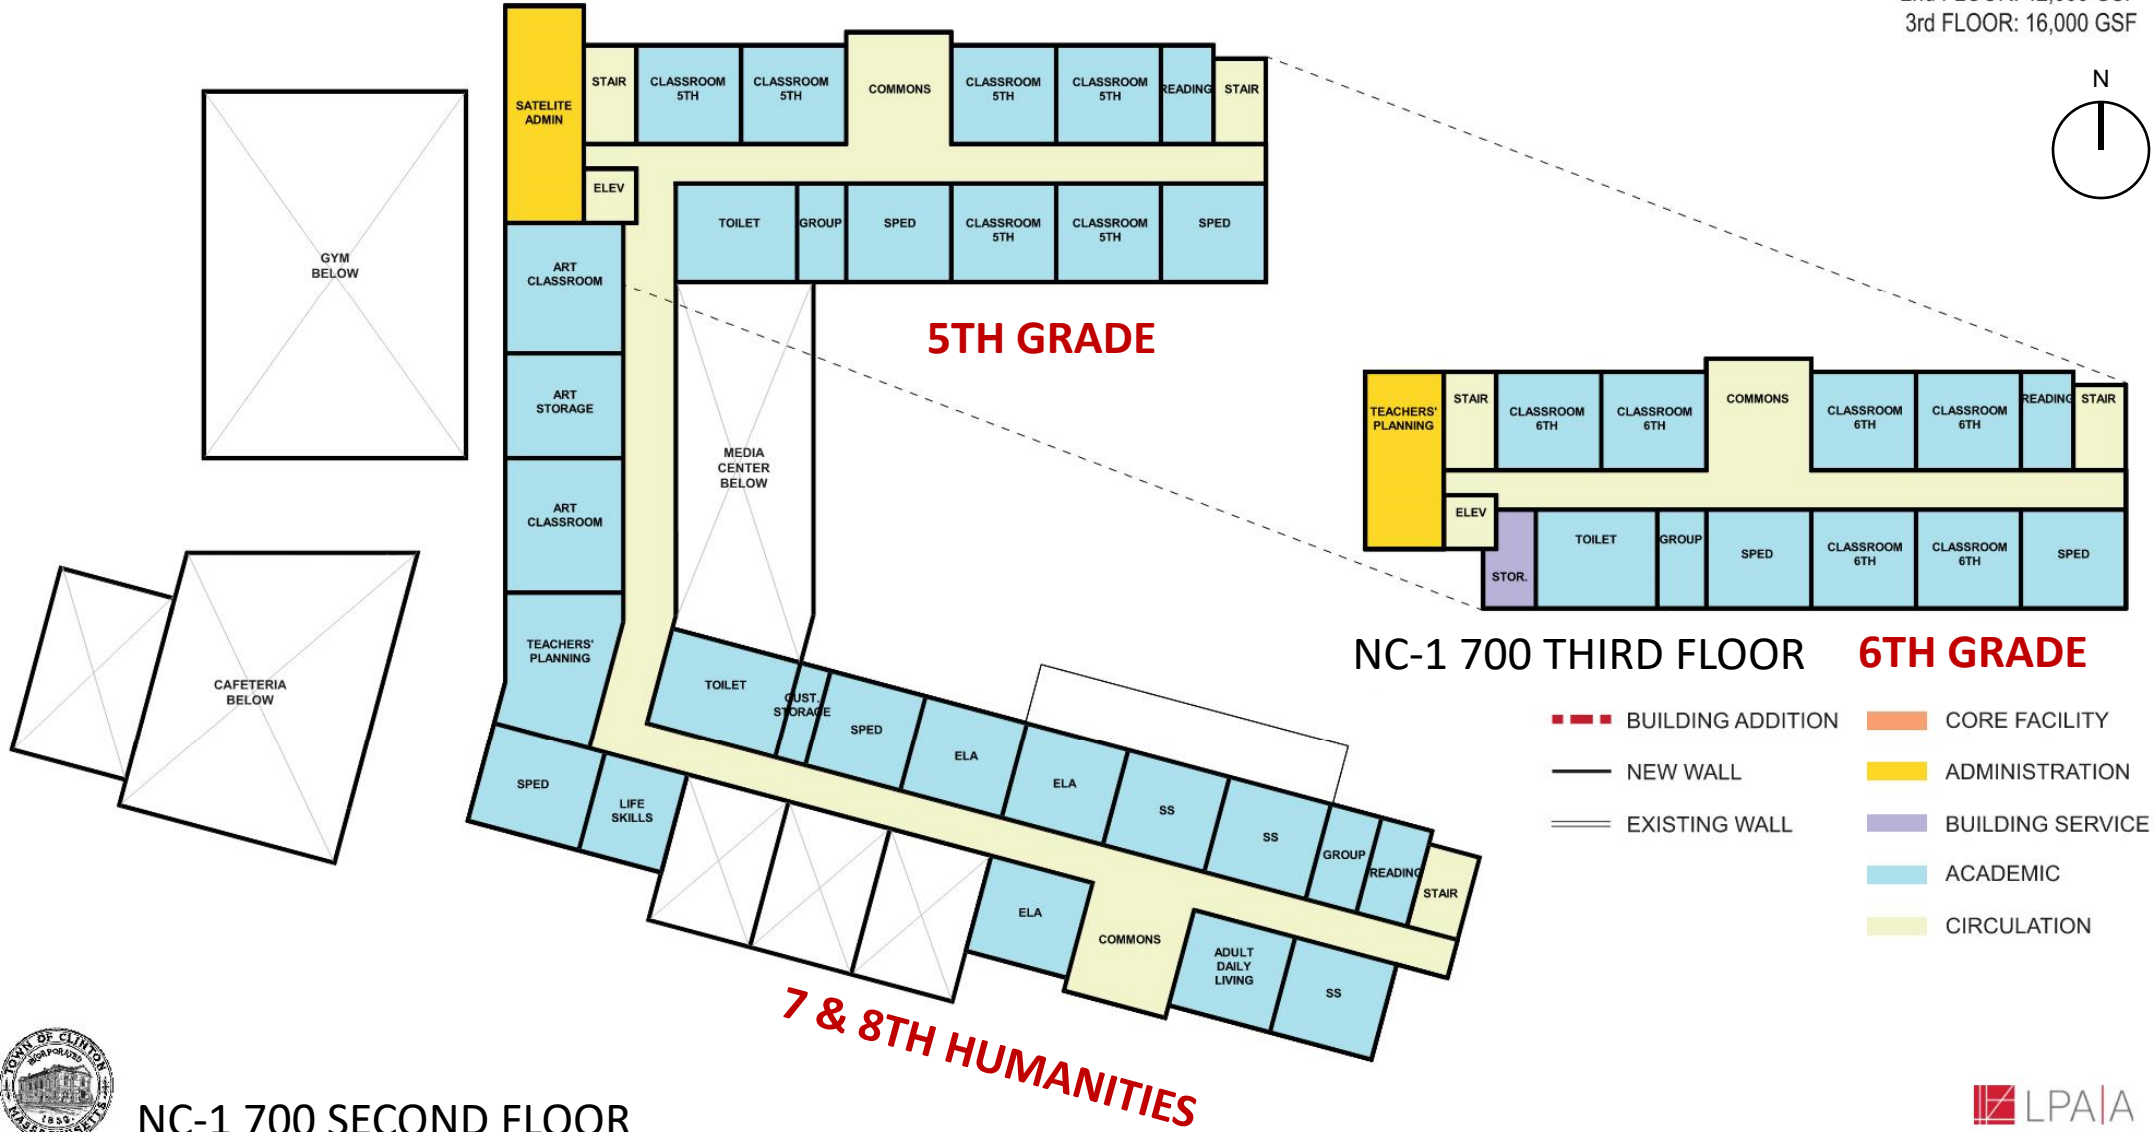 3rd FLOOR: 16,000 GSF
N
SATELITE
ADMIN
STAIR
CLASSROOM
5TH
CLASSROOM
5TH
COMMONS
CLASSROOM
5TH
CLASSROOM
5TH
READING
STAIR
ELEV
TOILET
GROUP
SPED
CLASSROOM
5TH
CLASSROOM
5TH
SPED
GYM
BELOW
ART
CLASSROOM
5TH GRADE
ART
STORAGE
MEDIA
CENTER
BELOW
ART
CLASSROOM
TEACHERS'
PLANNING
STAIR
CLASSROOM
6TH
CLASSROOM
6TH
COMMONS
CLASSROOM
6TH
CLASSROOM
6TH
READING
STAIR
ELEV
STOR.
TOILET
GROUP
SPED
CLASSROOM
6TH
CLASSROOM
6TH
SPED
NC-1 700 THIRD FLOOR 6TH GRADE
TEACHERS'
PLANNING
CAFETERIA
BELOW
TOILET
CUST.
STORAGE
SPED
ELA
ELA
SS
SS
GROUP
READING
STAIR
SPED
LIFE
SKILLS
ELA
COMMONS
ADULT
DAILY
LIVING
SS
BUILDING ADDITION
NEW WALL
EXISTING WALL
CORE FACILITY
ADMINISTRATION
BUILDING SERVICE
ACADEMIC
CIRCULATION
7 & 8TH HUMANITIES
TOWN OF CLINTON
INCORPORATED
1850
MASSACHUSETTS
NC-1 700 SECOND FLOOR
LPA|A